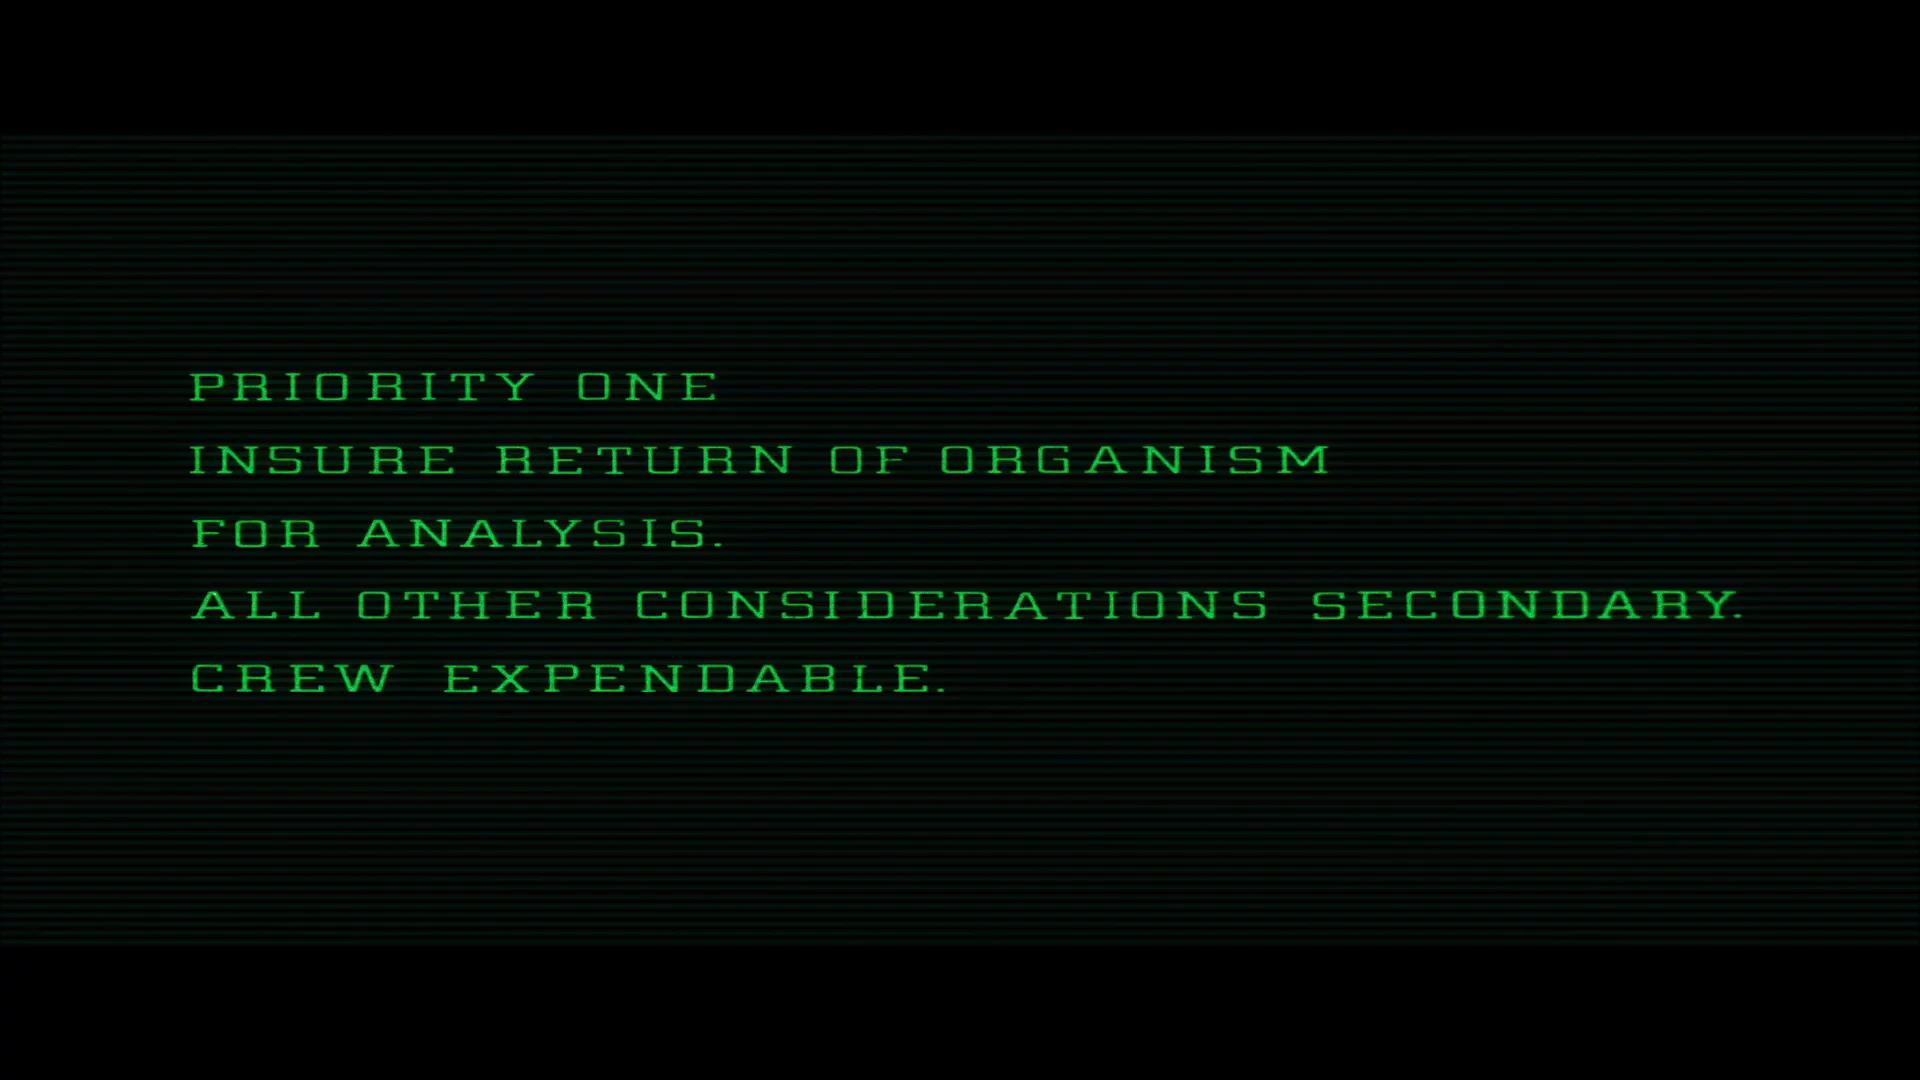 PRIORITY ONE
INSURE RETURN OF ORGANISM
FOR ANALYSIS.
ALL OTHER CONSIDERATIONS SECONDARY.
CREW EXPENDABLE.